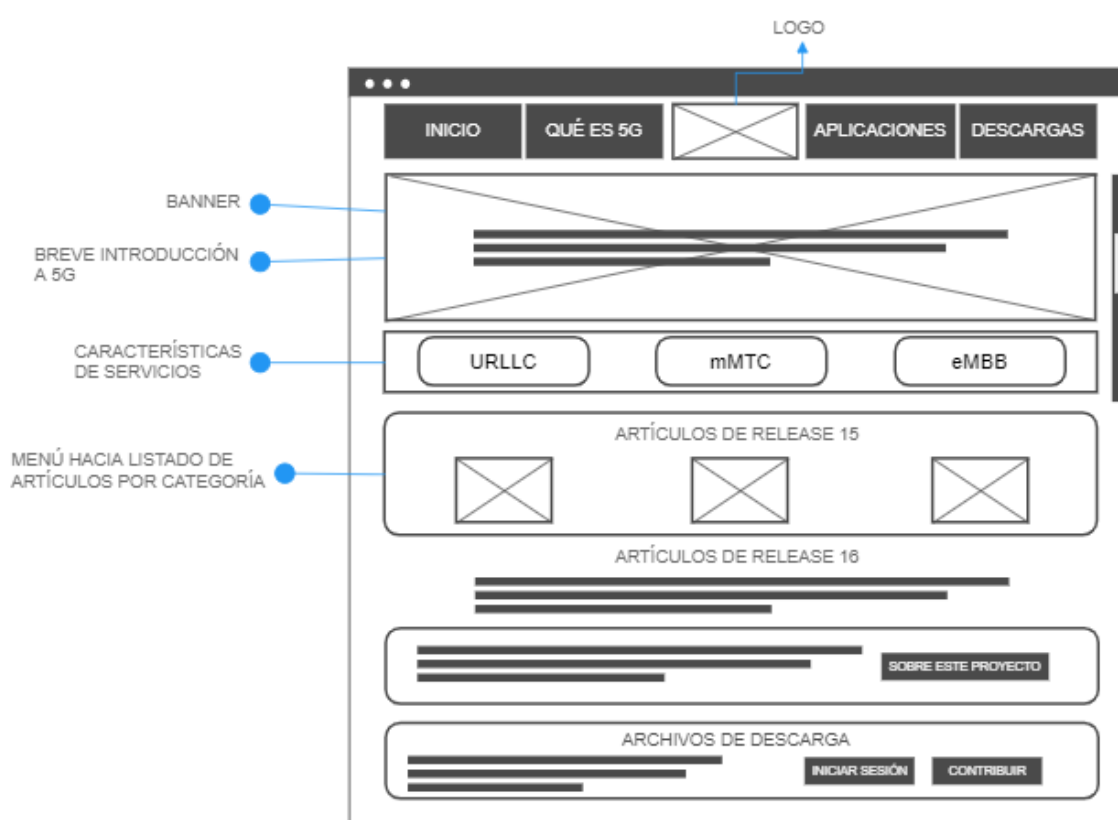 LOGO
INICIO
QUÉ ES 5G
APLICACIONES
DESCARGAS
BANNER
BREVE INTRODUCCIÓN
A 5G
CARACTERÍSTICAS
DE SERVICIOS
URLLC
mMTC
eMBB
MENÚ HACIA LISTADO DE
ARTÍCULOS POR CATEGORÍA
ARTÍCULOS DE RELEASE 15
ARTÍCULOS DE RELEASE 16
SOBRE ESTE PROYECTO
ARCHIVOS DE DESCARGA
INICIAR SESIÓN
CONTRIBUIR